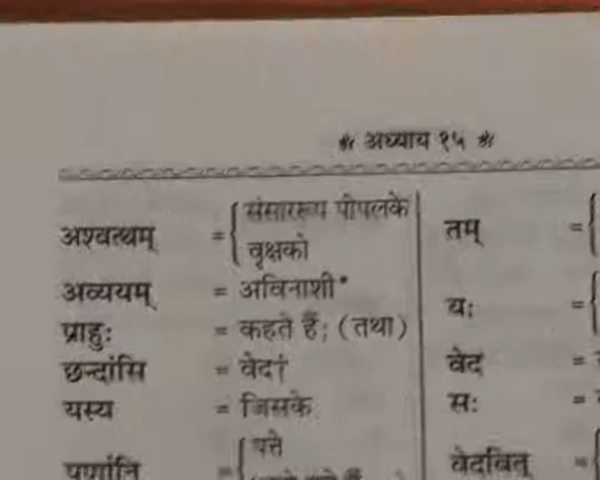 * अध्याय १५ *
अश्वत्थम् = { संसाररूप पीपलके
वृक्षको
अव्ययम् = अविनाशी*
प्राहुः = कहते हैं; (तथा)
छन्दांसि = वेद†
यस्य = जिसके
पर्णानि = { पत्ते
तम् = {
यः = {
वेद =
सः =
वेदवित् = {